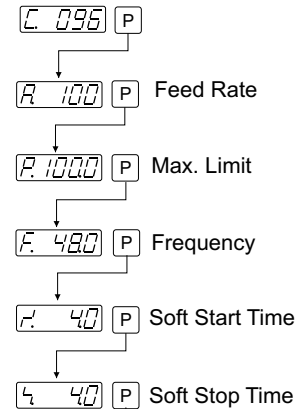 C. 096 P
A. 100 P Feed Rate
P. 100.0 P Max. Limit
F. 48.0 P Frequency
/. 4.0 P Soft Start Time
4.0 P Soft Stop Time